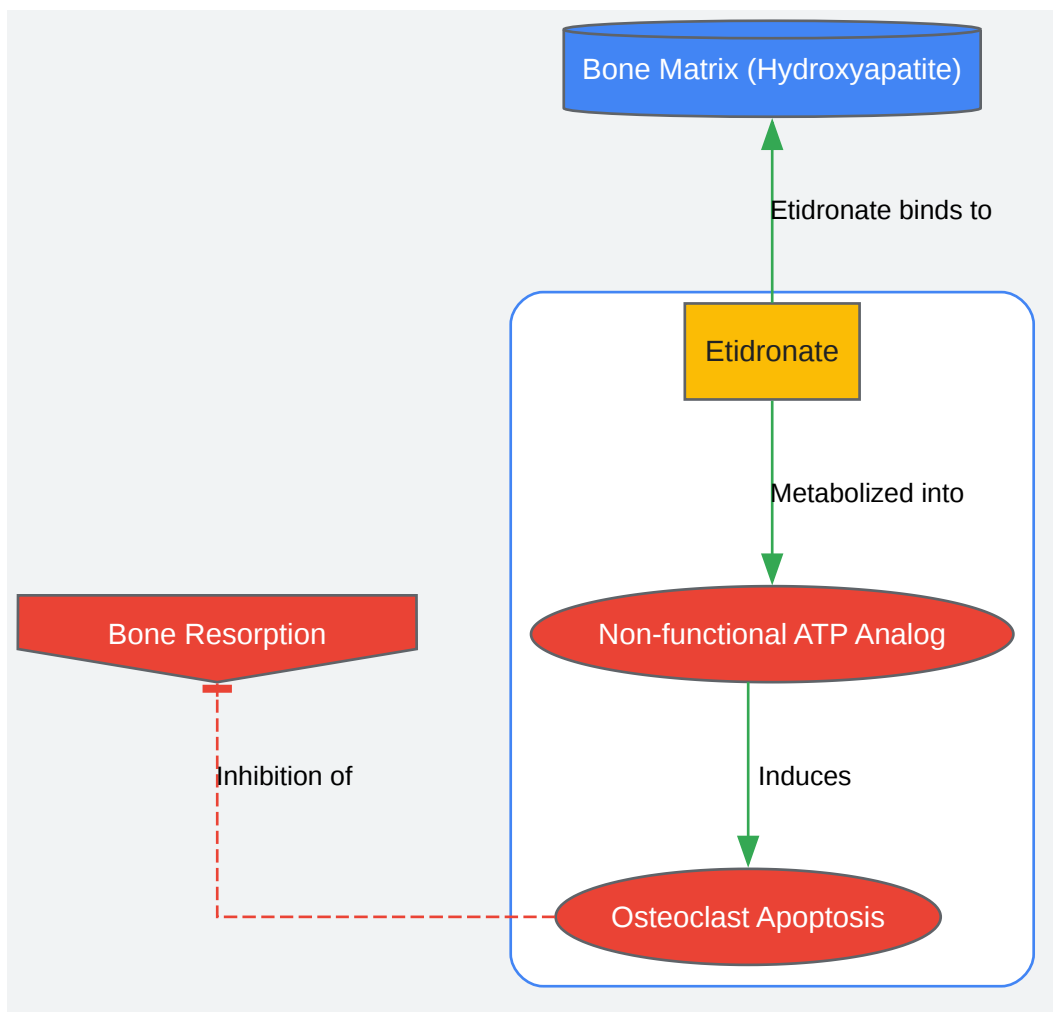 Bone Matrix (Hydroxyapatite)
Etidronate binds to
Etidronate
Metabolized into
Bone Resorption
Non-functional ATP Analog
Inhibition of
Induces
Osteoclast Apoptosis